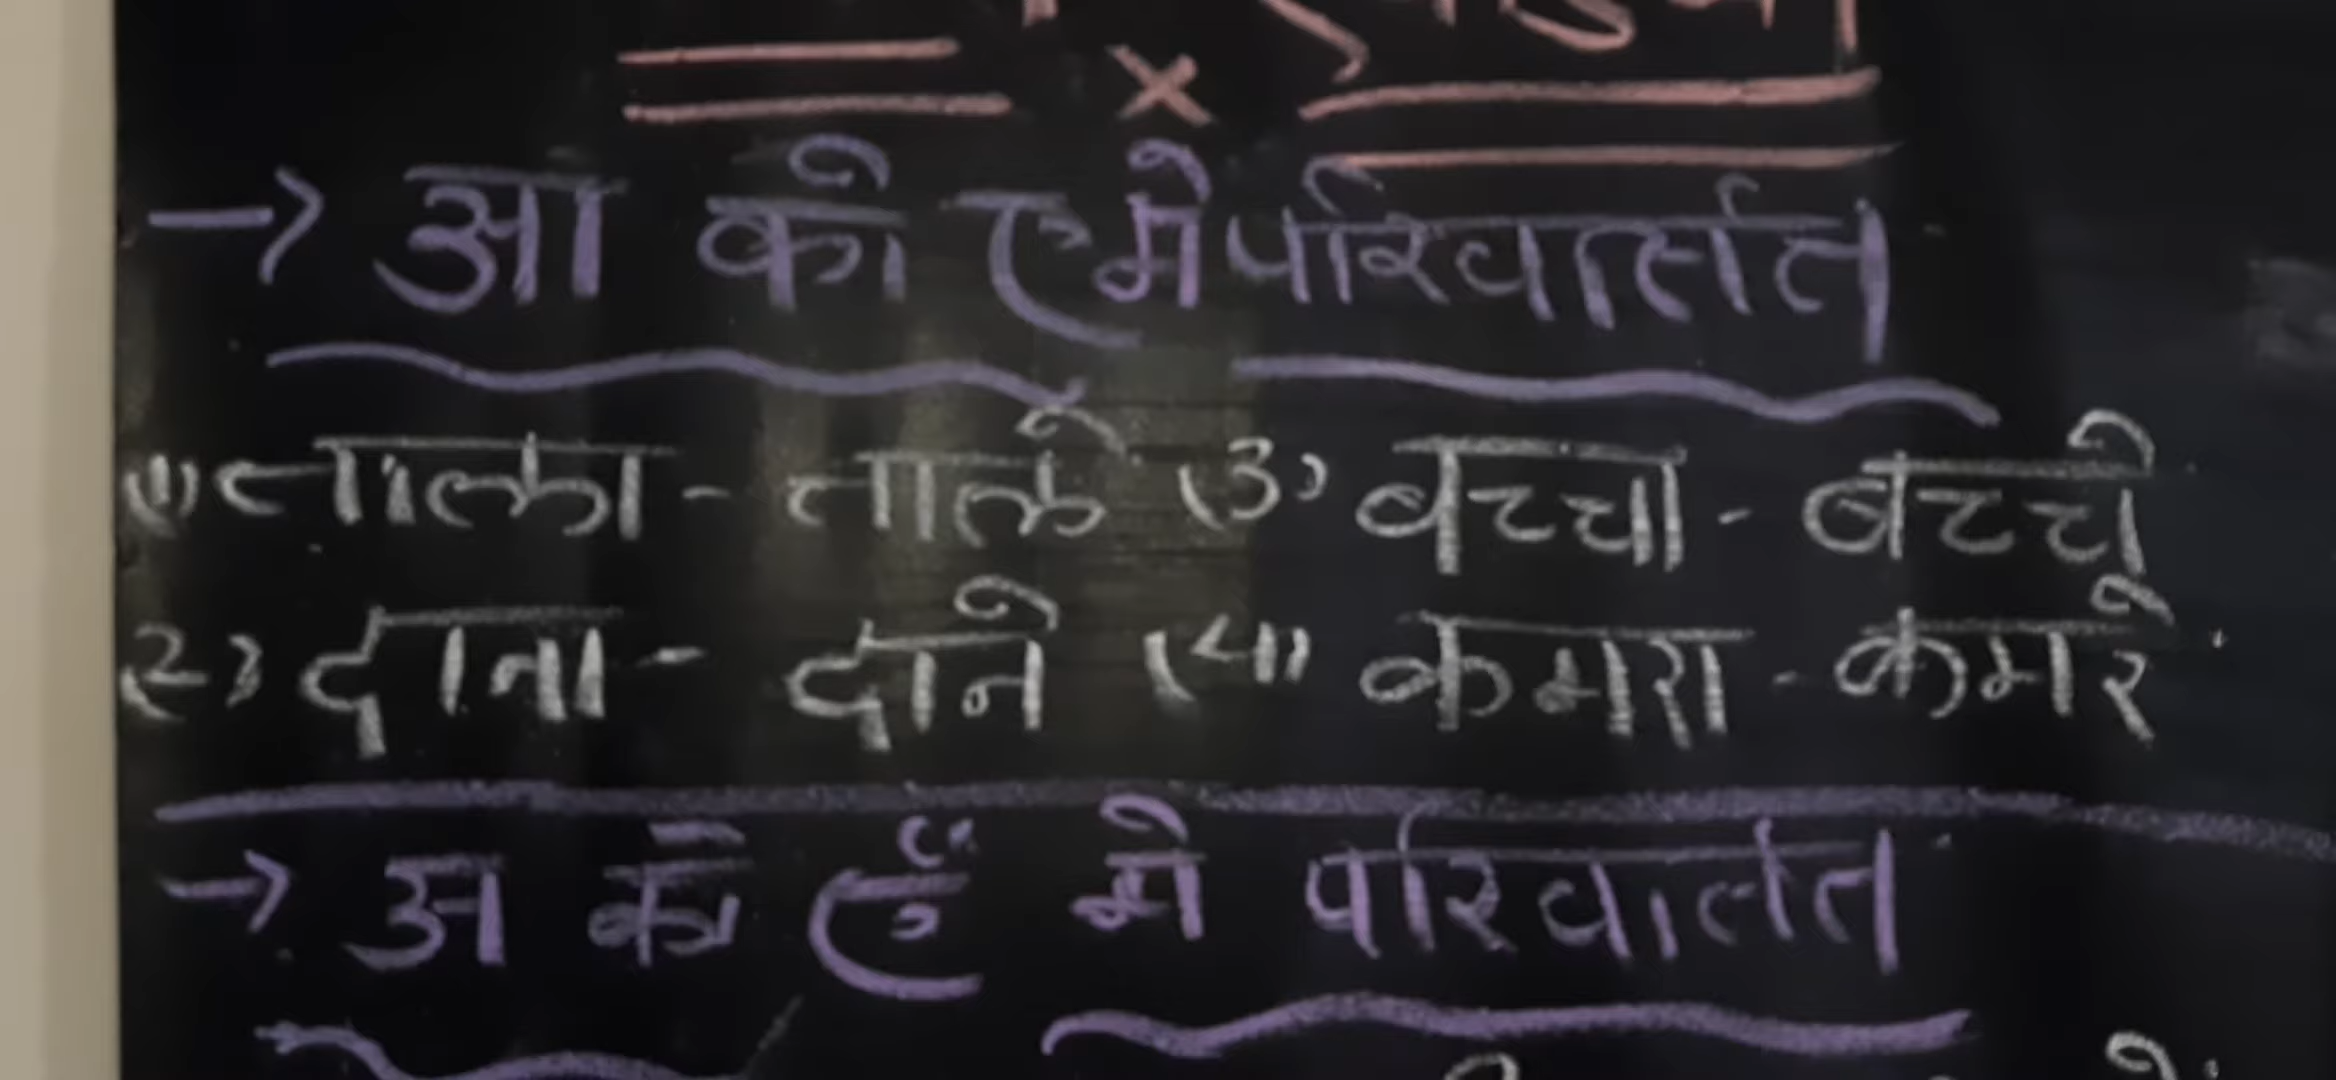 → आ को ए मे परिवर्तित
(1) ताला - ताले (3) बच्चा - बच्चे
(2) दाना - दाने (4) कमरा - कमरे
→ अ को एँ मे परिवर्तित